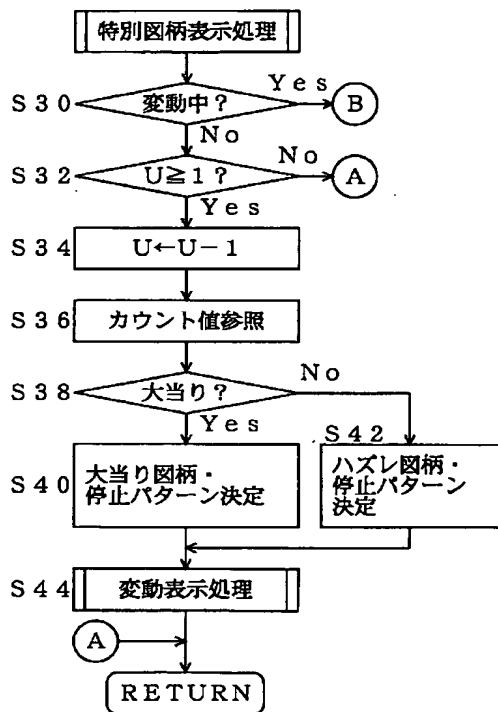 特別図柄表示処理
S30
変動中？
Yes
B
No
S32
U≧1？
No
A
Yes
S34
U←U－1
S36
カウント値参照
S38
大当り？
No
Yes
S42
S40
大当り図柄・
停止パターン決定
ハズレ図柄・
停止パターン
決定
S44
変動表示処理
A
RETURN